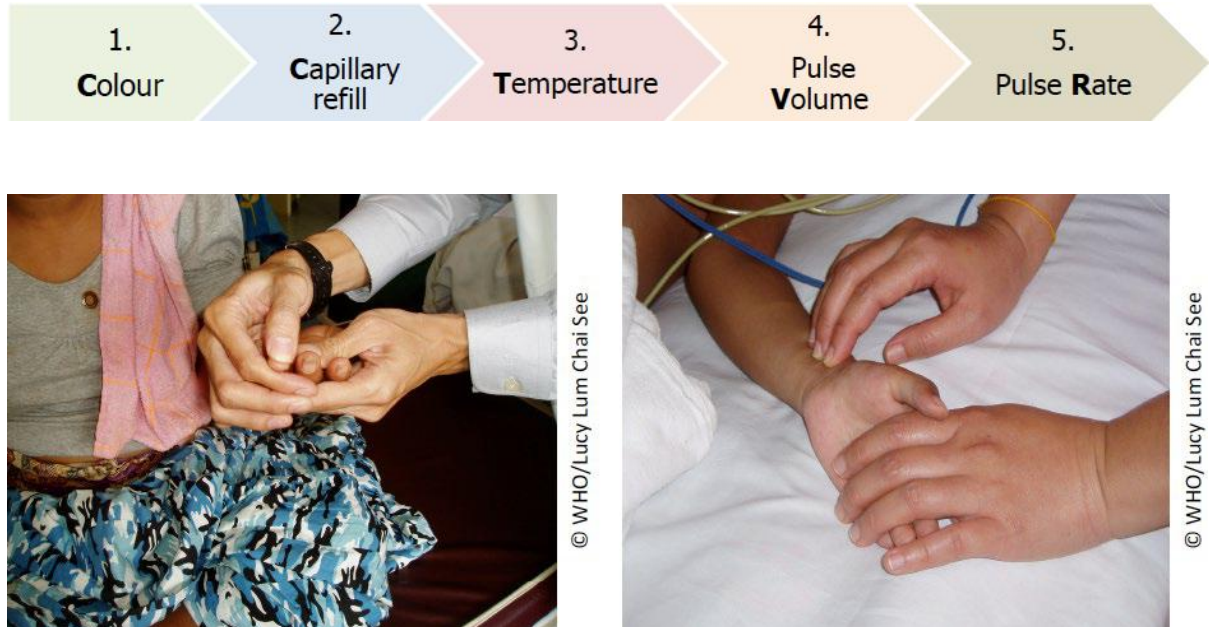 1.
Colour
2.
Capillary
refill
3.
Temperature
4.
Pulse
Volume
5.
Pulse Rate
© WHO/Lucy Lum Chai See
© WHO/Lucy Lum Chai See